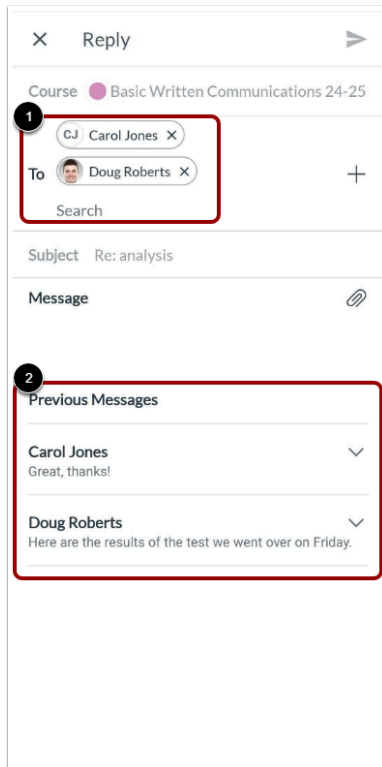 Reply
Course Basic Written Communications 24-25
1
CJ Carol Jones
To Doug Roberts
Search
Subject Re: analysis
Message
2
Previous Messages
Carol Jones
Great, thanks!
Doug Roberts
Here are the results of the test we went over on Friday.